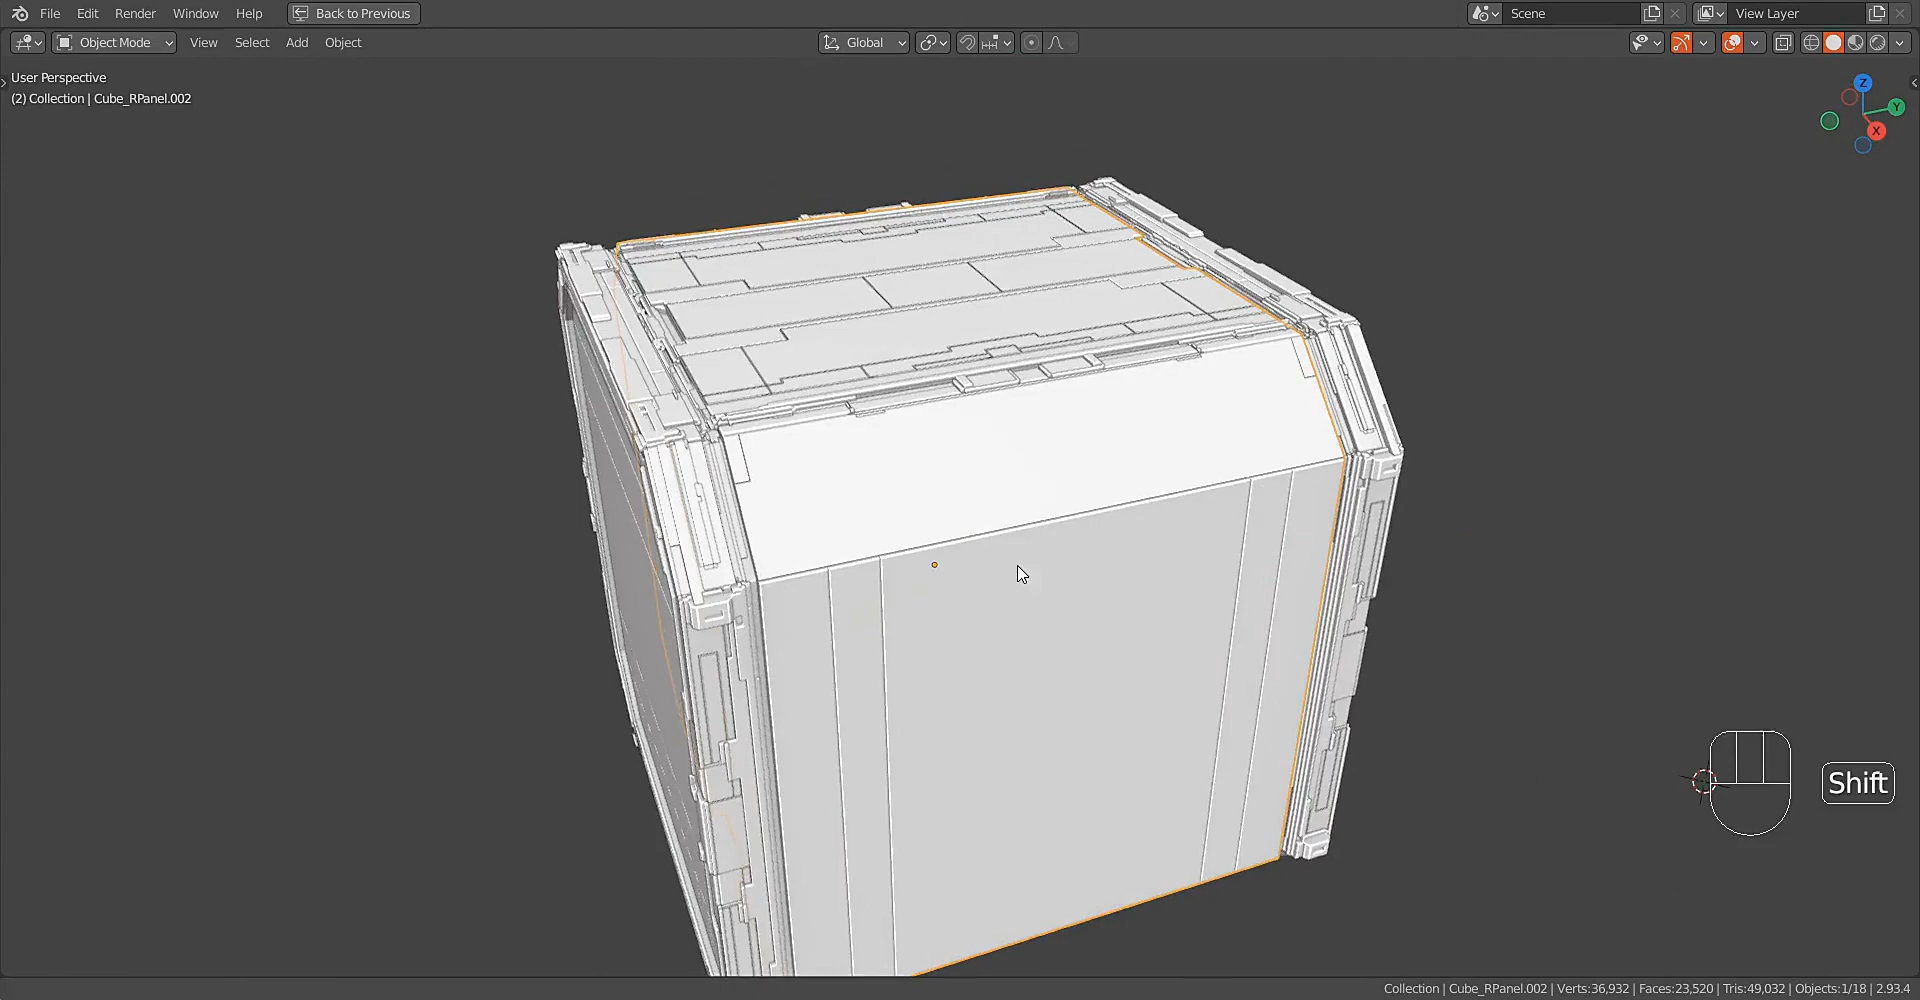 File Edit Render Window Help Back to Previous Scene View Layer
Object Mode View Select Add Object Global
User Perspective
(2) Collection | Cube_RPanel.002
Z
Y
X
Shift
Collection | Cube_RPanel.002 | Verts:36,932 | Faces:23,520 | Tris:49,032 | Objects:1/18 | 2.93.4